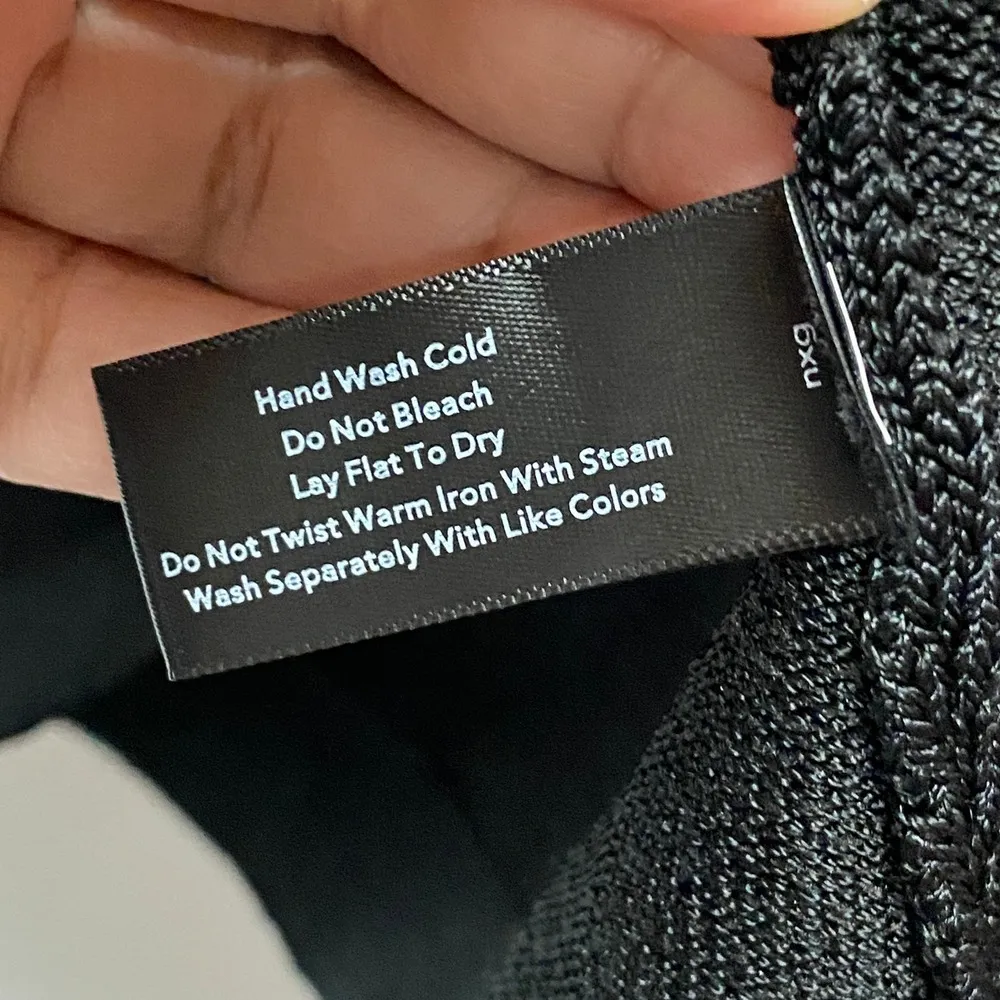 Hand Wash Cold
Do Not Bleach
Lay Flat To Dry
Do Not Twist Warm Iron With Steam
Wash Separately With Like Colors